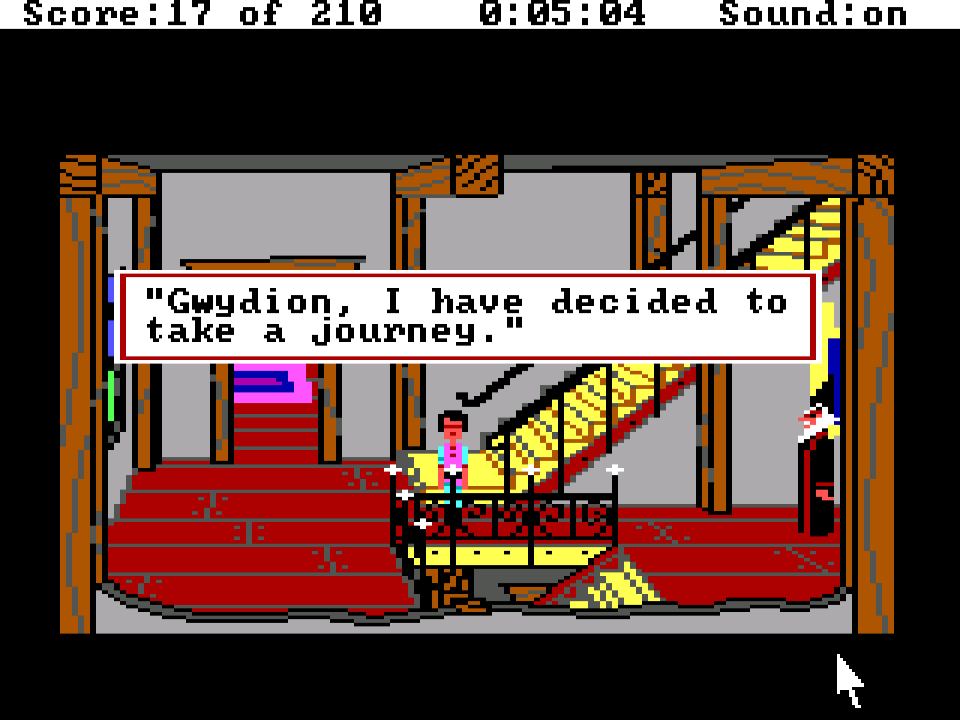 Score:17 of 210 0:05:04 Sound:on
"Gwydion, I have decided to
take a journey."